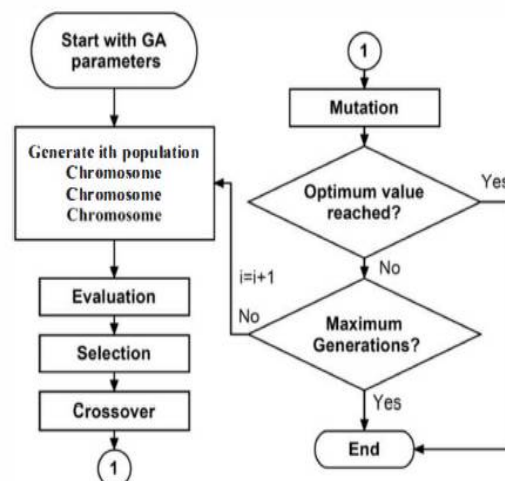 Start with GA
parameters
Generate ith population
Chromosome
Chromosome
Chromosome
Evaluation
Selection
Crossover
1
1
Mutation
Optimum value
reached?
Yes
No
i=i+1
No
Maximum
Generations?
Yes
End